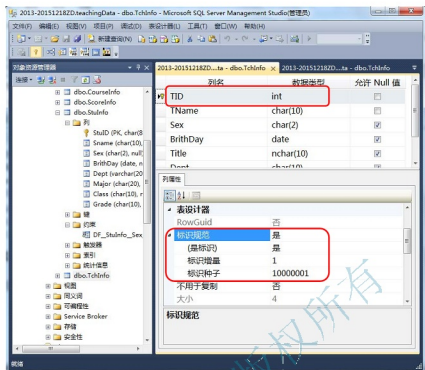 2013-20151218ZD.teachingData - dbo.TchInfo - Microsoft SQL Server Management Studio(管理员)
文件(F) 编辑(E) 视图(V) 项目(P) 调试(D) 表设计器(L) 工具(T) 窗口(W) 帮助(H)
新建查询(N)
对象资源管理器
连接
dbo.CourseInfo
dbo.ScoreInfo
dbo.StuInfo
列
StuID (PK, char(8
Sname (char(10),
Sex (char(2), null)
BrithDay (date, n
Dept (varchar(20)
Major (char(20),
Class (char(10), r
Grade (char(10),
键
约束
DF__StuInfo__Sex
触发器
索引
统计信息
dbo.TchInfo
视图
同义词
可编程性
Service Broker
存储
安全性
2013-20151218ZD....ta - dbo.TchInfo
2013-20151218ZD....ta - dbo.TchInfo
列名 数据类型 允许 Null 值
TID int
TName char(10)
Sex char(2)
BrithDay date
Title nchar(10)
Dept char(10)
列属性
表设计器
RowGuid 否
标识规范 是
(是标识) 是
标识增量 1
标识种子 10000001
不用于复制 否
大小 4
标识规范
版权所有
就绪